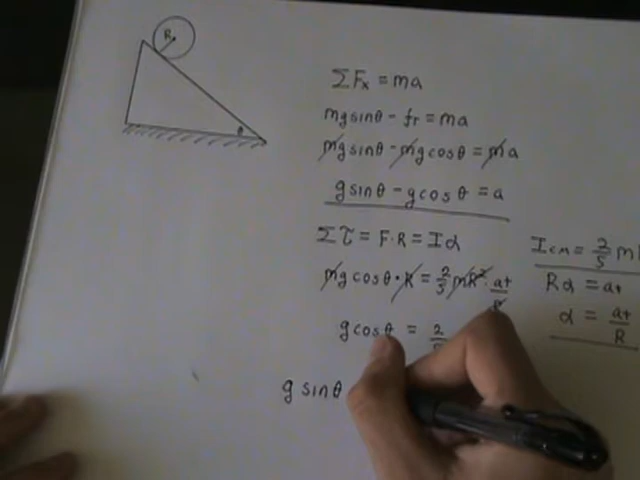 R
θ
ΣFx = ma
mg sinθ - fr = ma
mg sinθ - mg cosθ = ma
g sinθ - g cosθ = a
Στ = F·R = Iα
mg cosθ · R = 2/5 mR² · at/R
g cosθ = 2/5
g sinθ
Icm = 2/5 m
Rα = at
α = at/R